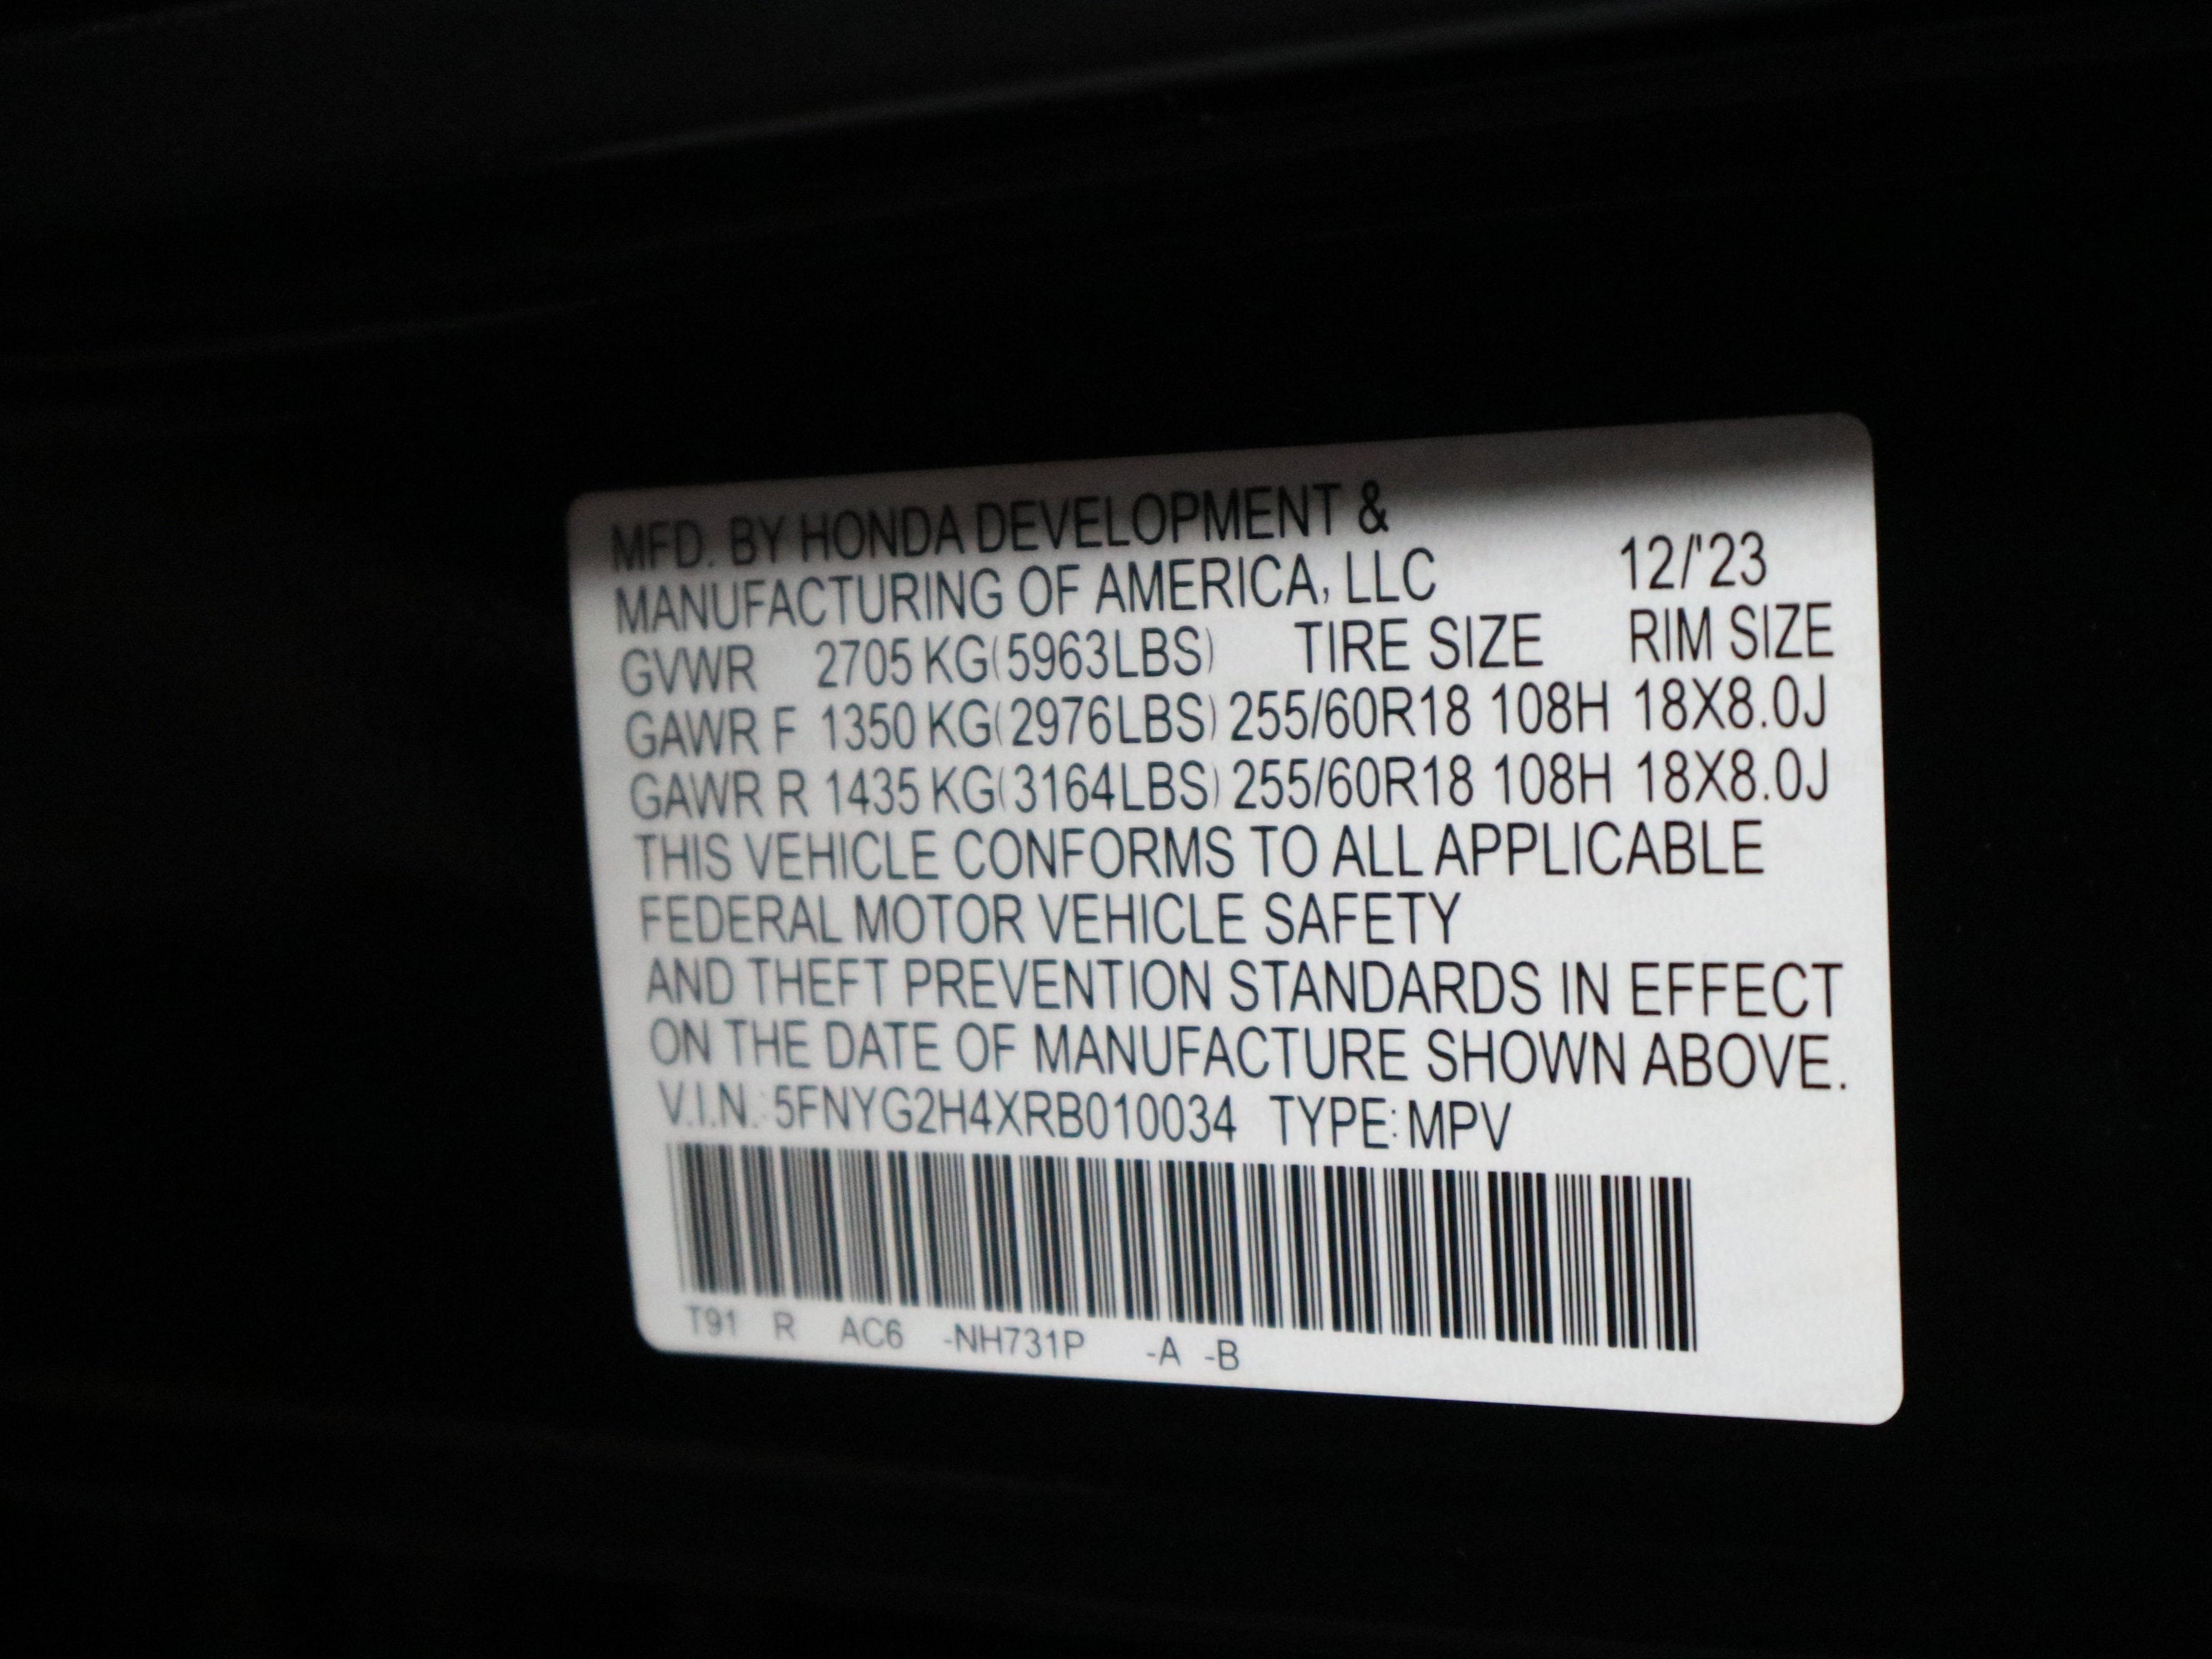 MFD. BY HONDA DEVELOPMENT &
MANUFACTURING OF AMERICA, LLC 12/'23
GVWR 2705 KG(5963LBS) TIRE SIZE RIM SIZE
GAWR F 1350 KG(2976LBS) 255/60R18 108H 18X8.0J
GAWR R 1435 KG(3164LBS) 255/60R18 108H 18X8.0J
THIS VEHICLE CONFORMS TO ALL APPLICABLE
FEDERAL MOTOR VEHICLE SAFETY
AND THEFT PREVENTION STANDARDS IN EFFECT
ON THE DATE OF MANUFACTURE SHOWN ABOVE.
V.I.N.: 5FNYG2H4XRB010034 TYPE: MPV
T91 R AC6 -NH731P -A -B